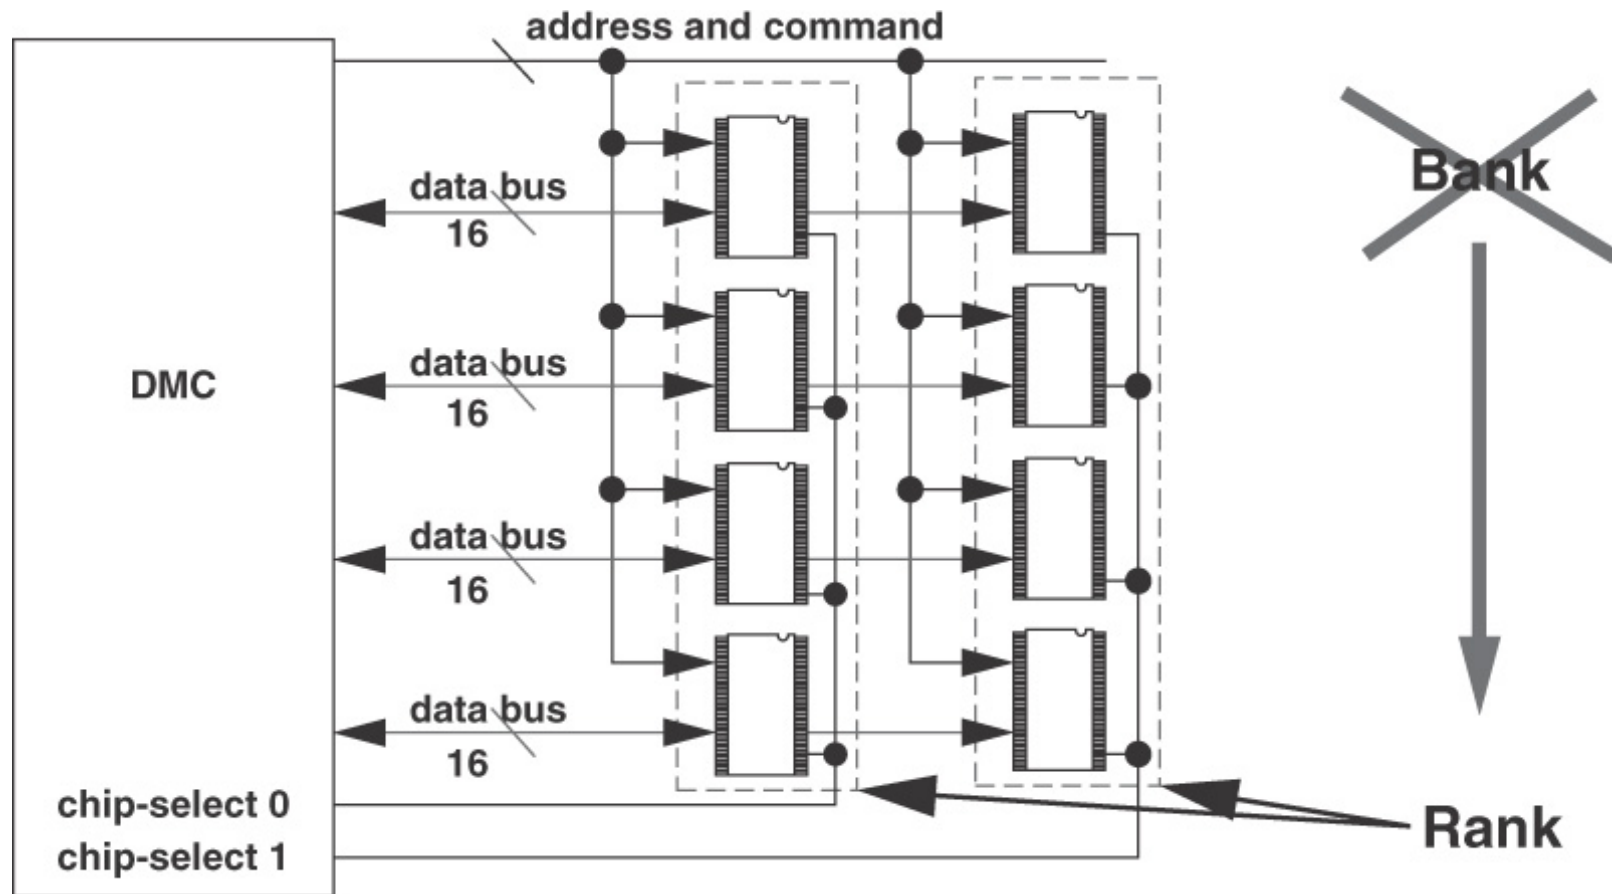 address and command
Bank
data bus
16
DMC
data bus
16
data bus
16
data bus
16
chip-select 0
chip-select 1
Rank